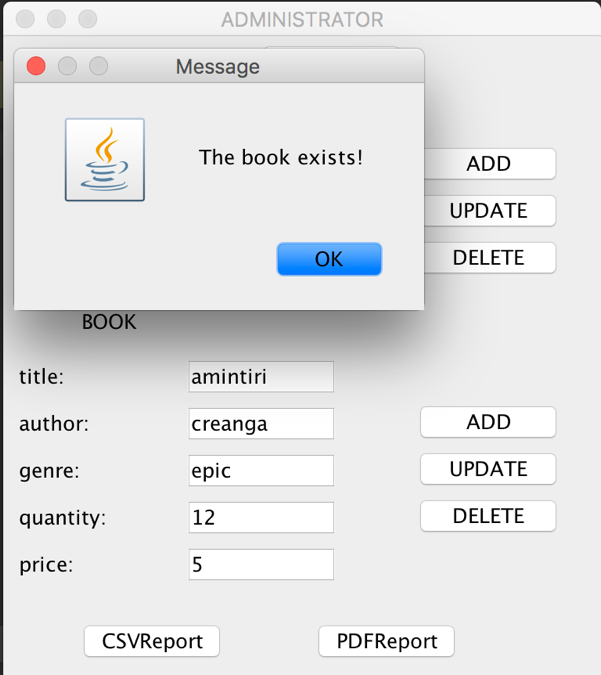 ADMINISTRATOR
Message
The book exists!
OK
ADD
UPDATE
DELETE
BOOK
title: amintiri
author: creanga ADD
genre: epic UPDATE
quantity: 12 DELETE
price: 5
CSVReport PDFReport